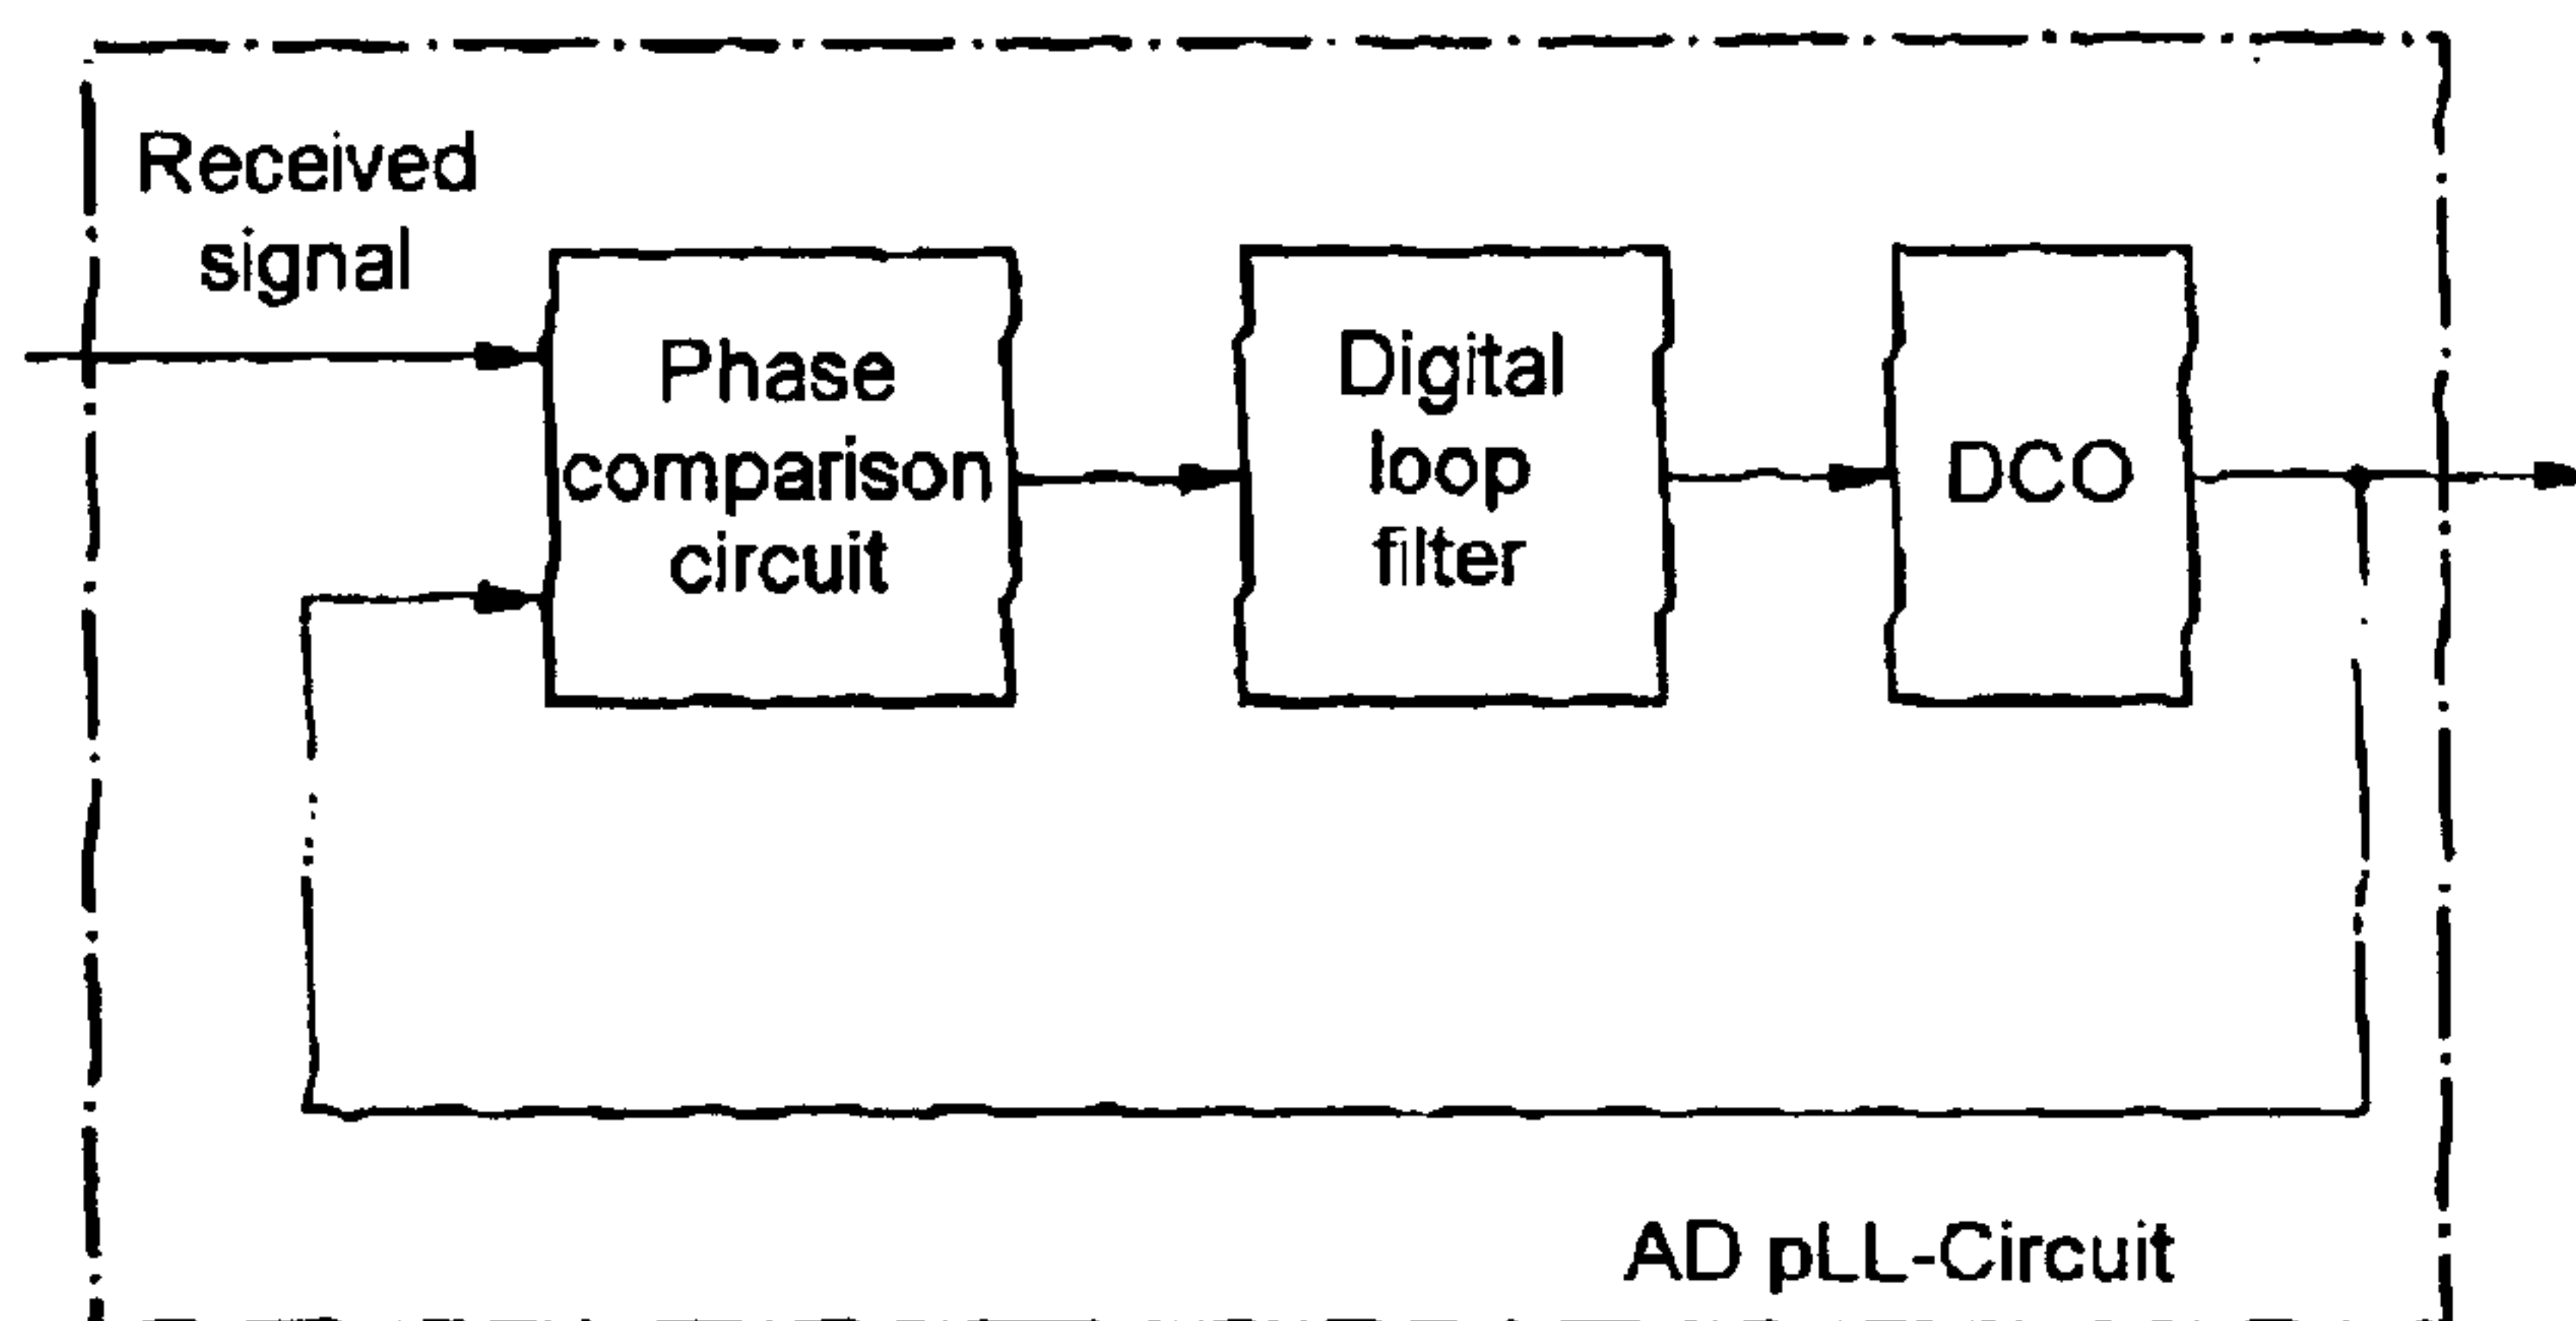 Received
signal
Phase
comparison
circuit
Digital
loop
filter
DCO
AD pLL-Circuit